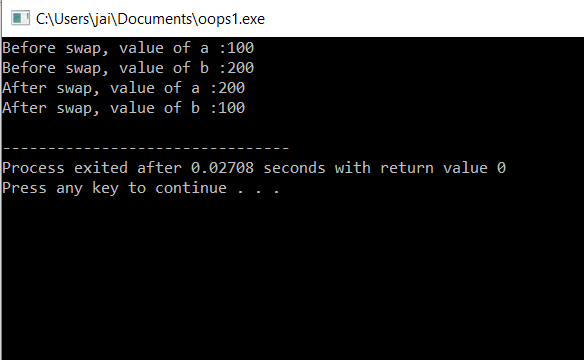 C:\Users\jai\Documents\oops1.exe
Before swap, value of a :100
Before swap, value of b :200
After swap, value of a :200
After swap, value of b :100
--------------------------------
Process exited after 0.02708 seconds with return value 0
Press any key to continue . . .